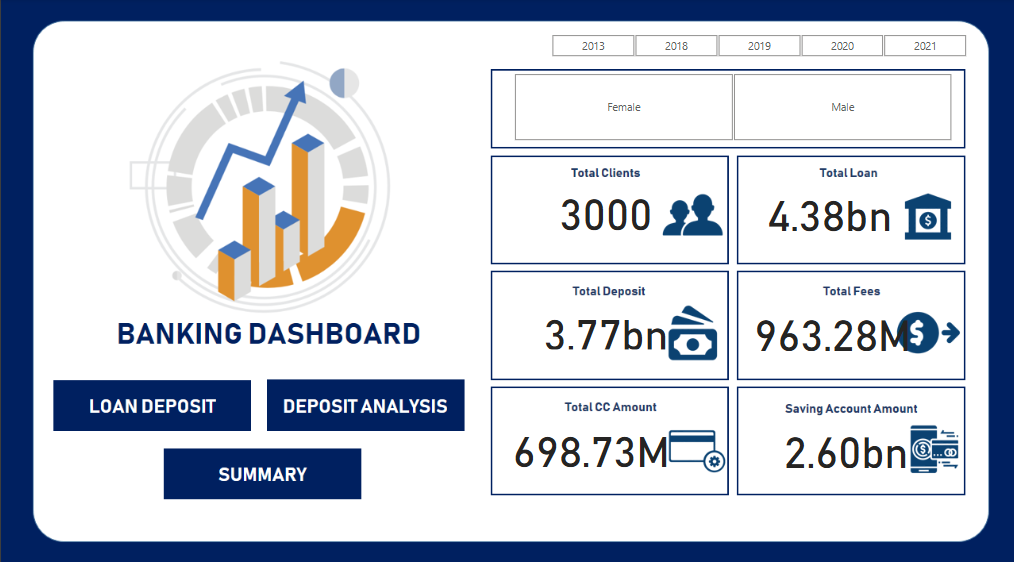 2013 2018 2019 2020 2021
Female Male
BANKING DASHBOARD
LOAN DEPOSIT DEPOSIT ANALYSIS
SUMMARY
Total Clients
3000
Total Loan
4.38bn
$
Total Deposit
3.77bn
Total Fees
963.28M
$
Total CC Amount
698.73M
Saving Account Amount
2.60bn
$